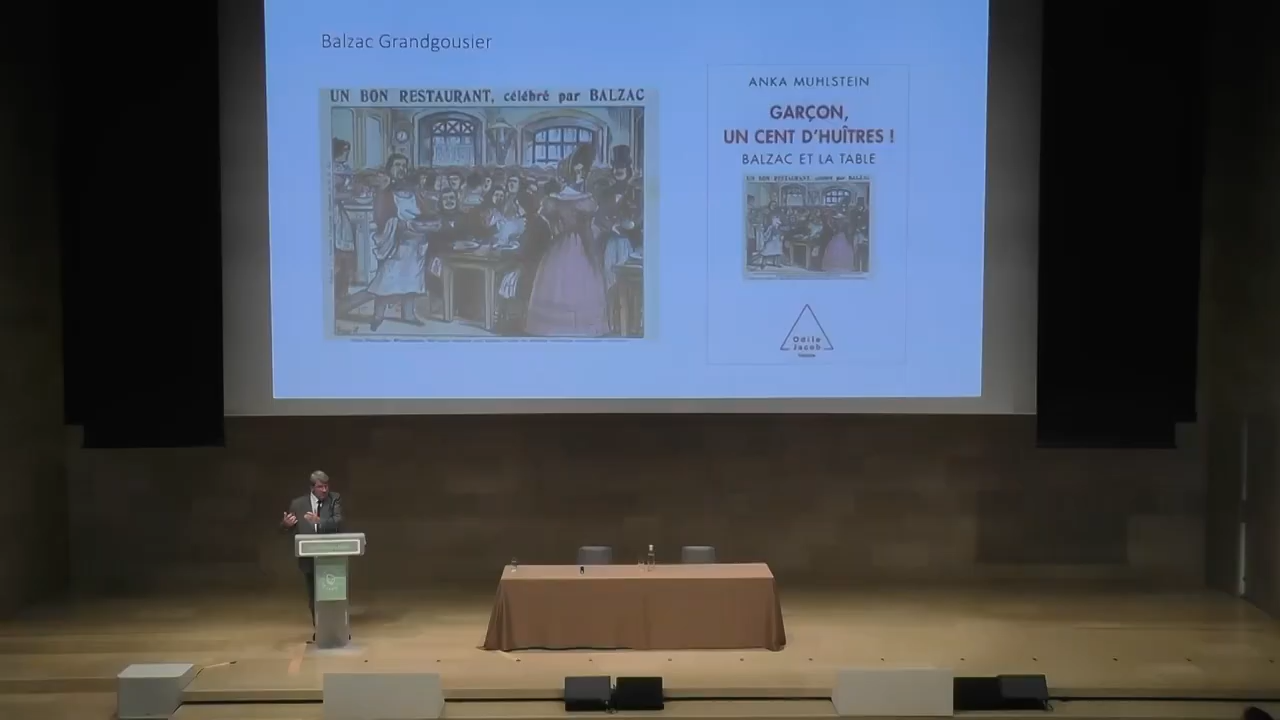 Balzac Grandgousier
UN BON RESTAURANT, célébré par BALZAC
ANKA MUHLSTEIN
GARÇON,
UN CENT D'HUÎTRES !
BALZAC ET LA TABLE
UN BON RESTAURANT, célébré par BALZAC
Odile
Jacob